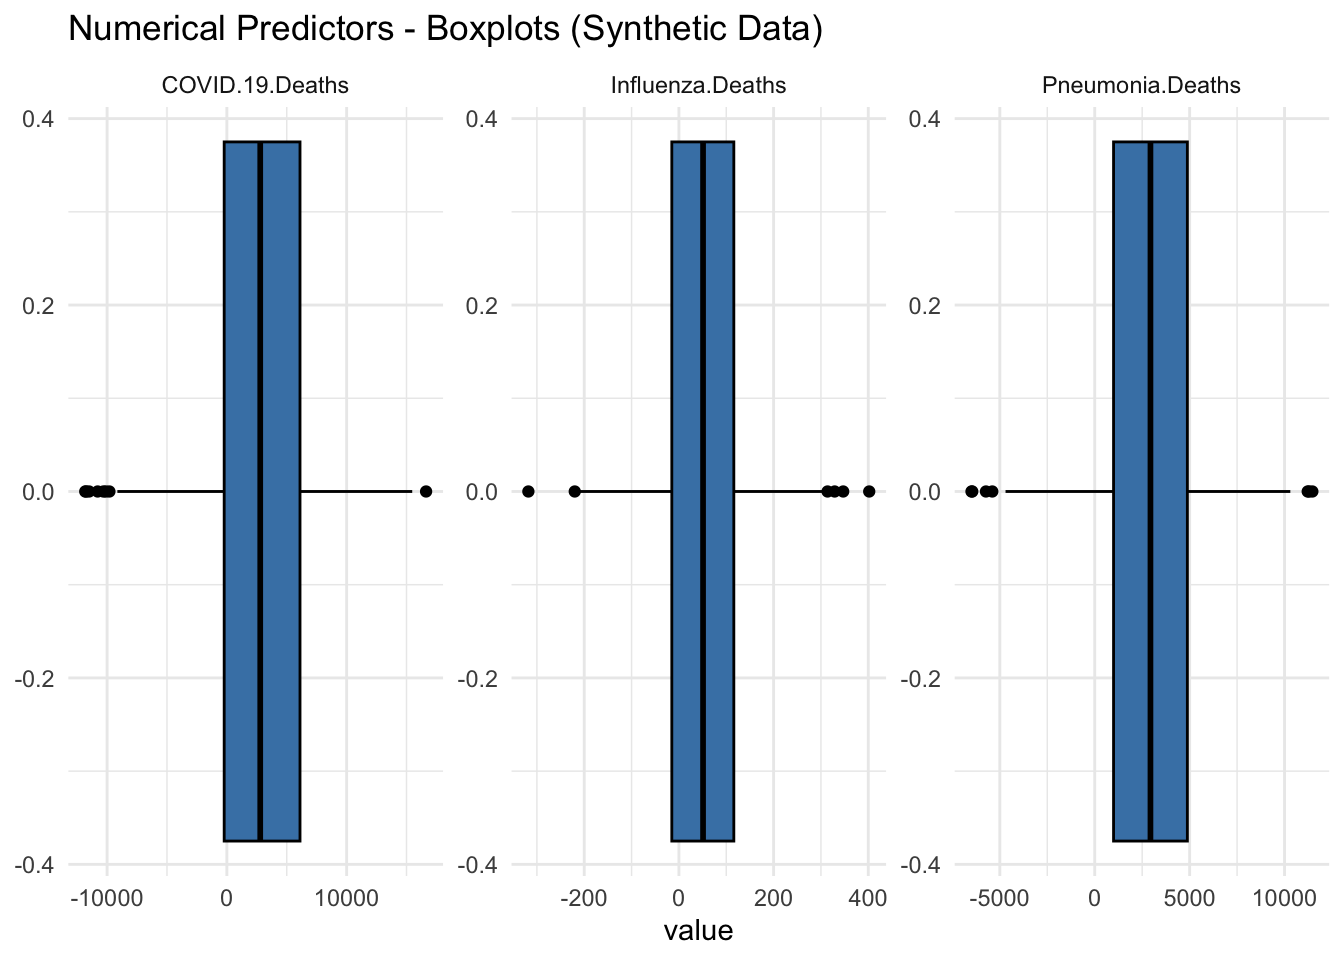 Numerical Predictors - Boxplots (Synthetic Data)
COVID.19.Deaths Influenza.Deaths Pneumonia.Deaths
0.4 0.4 0.4
0.2 0.2 0.2
0.0 0.0 0.0
-0.2 -0.2 -0.2
-0.4 -0.4 -0.4
-10000 0 10000 -200 0 200 400 -5000 0 5000 10000
value